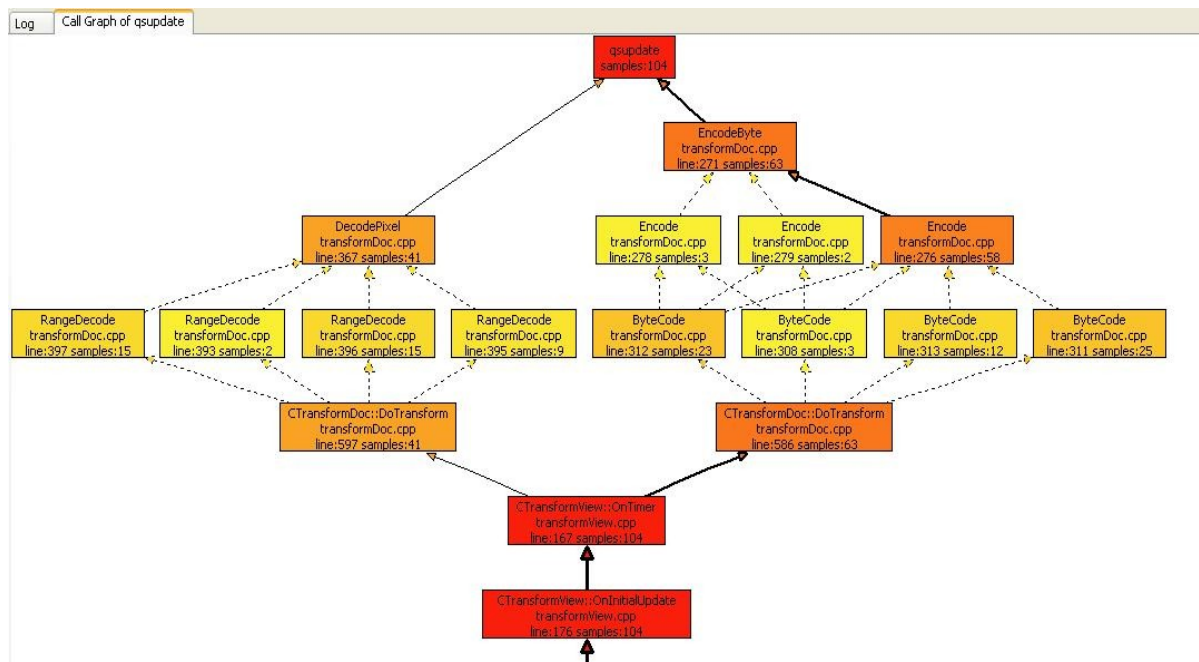 Log
Call Graph of qsupdate
qsupdate
samples:104
EncodeByte
transformDoc.cpp
line:271 samples:63
DecodePixel
transformDoc.cpp
line:367 samples:41
Encode
transformDoc.cpp
line:278 samples:3
Encode
transformDoc.cpp
line:279 samples:2
Encode
transformDoc.cpp
line:276 samples:58
RangeDecode
transformDoc.cpp
line:397 samples:15
RangeDecode
transformDoc.cpp
line:393 samples:2
RangeDecode
transformDoc.cpp
line:396 samples:15
RangeDecode
transformDoc.cpp
line:395 samples:9
ByteCode
transformDoc.cpp
line:312 samples:23
ByteCode
transformDoc.cpp
line:308 samples:3
ByteCode
transformDoc.cpp
line:313 samples:12
ByteCode
transformDoc.cpp
line:311 samples:25
CTransformDoc::DoTransform
transformDoc.cpp
line:597 samples:41
CTransformDoc::DoTransform
transformDoc.cpp
line:586 samples:63
CTransformView::OnTimer
transformView.cpp
line:167 samples:104
CTransformView::OnInitialUpdate
transformView.cpp
line:176 samples:104